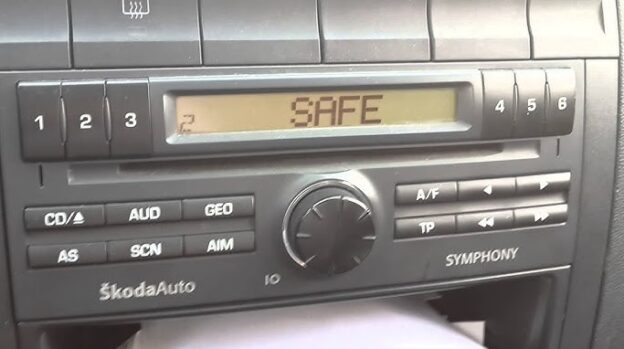 SAFE
2
1 2 3
4 5 6
CD/⏏ AUD GEO
AS SCN AIM
A/F ◀ ▶
TP ◀◀ ▶▶
IO
ŠkodaAuto
SYMPHONY